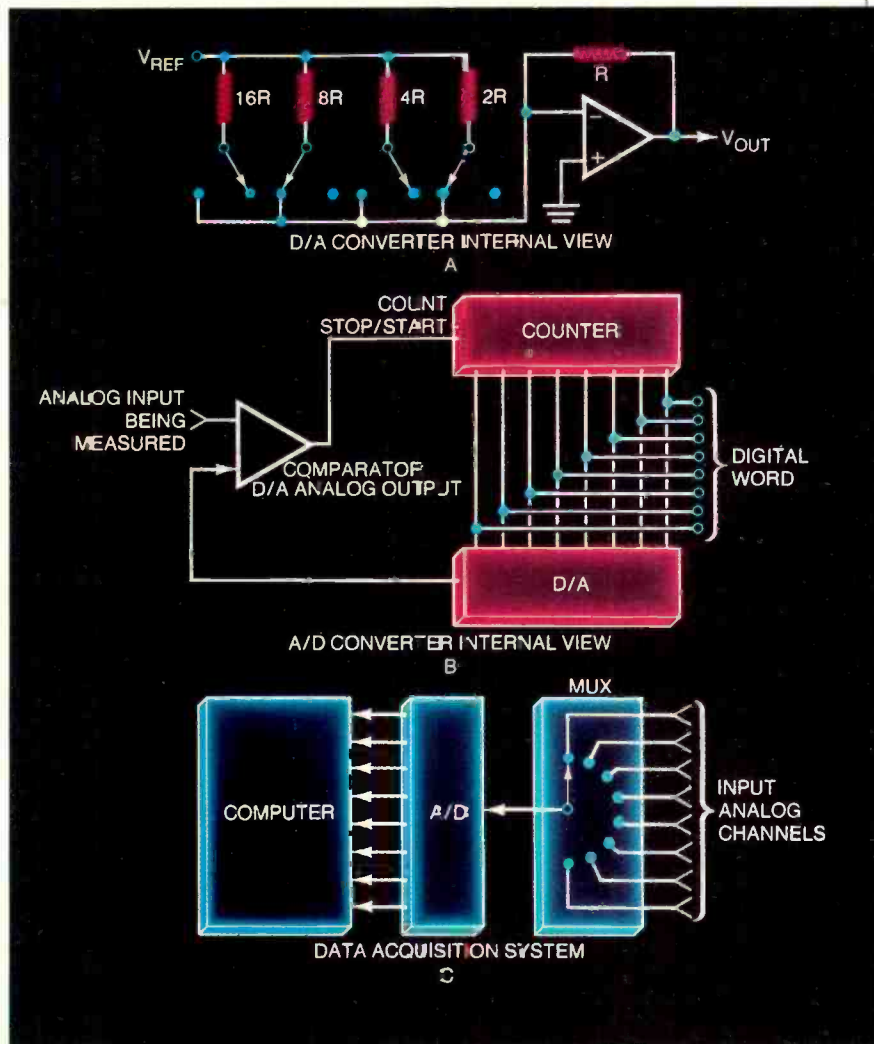 V_REF
16R
8R
4R
2R
R
−
+
V_OUT
D/A CONVERTER INTERNAL VIEW
A
COUNT
STOP/START
COUNTER
ANALOG INPUT
BEING
MEASURED
COMPARATOR
D/A ANALOG OUTPUT
DIGITAL
WORD
D/A
A/D CONVERTER INTERNAL VIEW
B
MUX
COMPUTER
A/D
INPUT
ANALOG
CHANNELS
DATA ACQUISITION SYSTEM
C